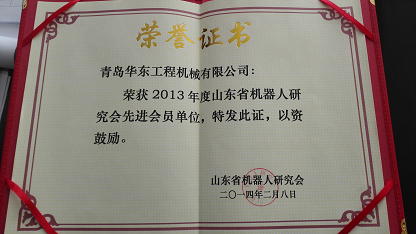 荣誉证书
青岛华东工程机械有限公司：
荣获2013年度山东省机器人研
究会先进会员单位，特发此证，以资
鼓励。
山东省机器人研究会
二〇一四年二月八日